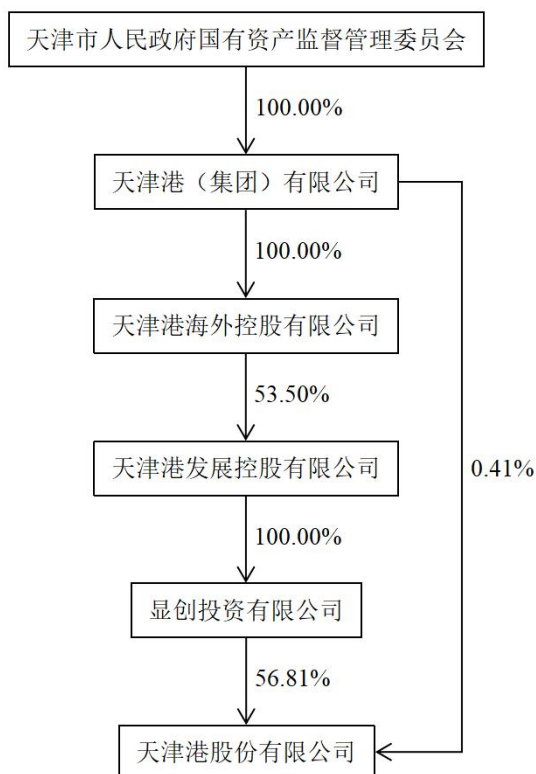 天津市人民政府国有资产监督管理委员会
100.00%
天津港（集团）有限公司
100.00%
天津港海外控股有限公司
53.50%
天津港发展控股有限公司
0.41%
100.00%
显创投资有限公司
56.81%
天津港股份有限公司